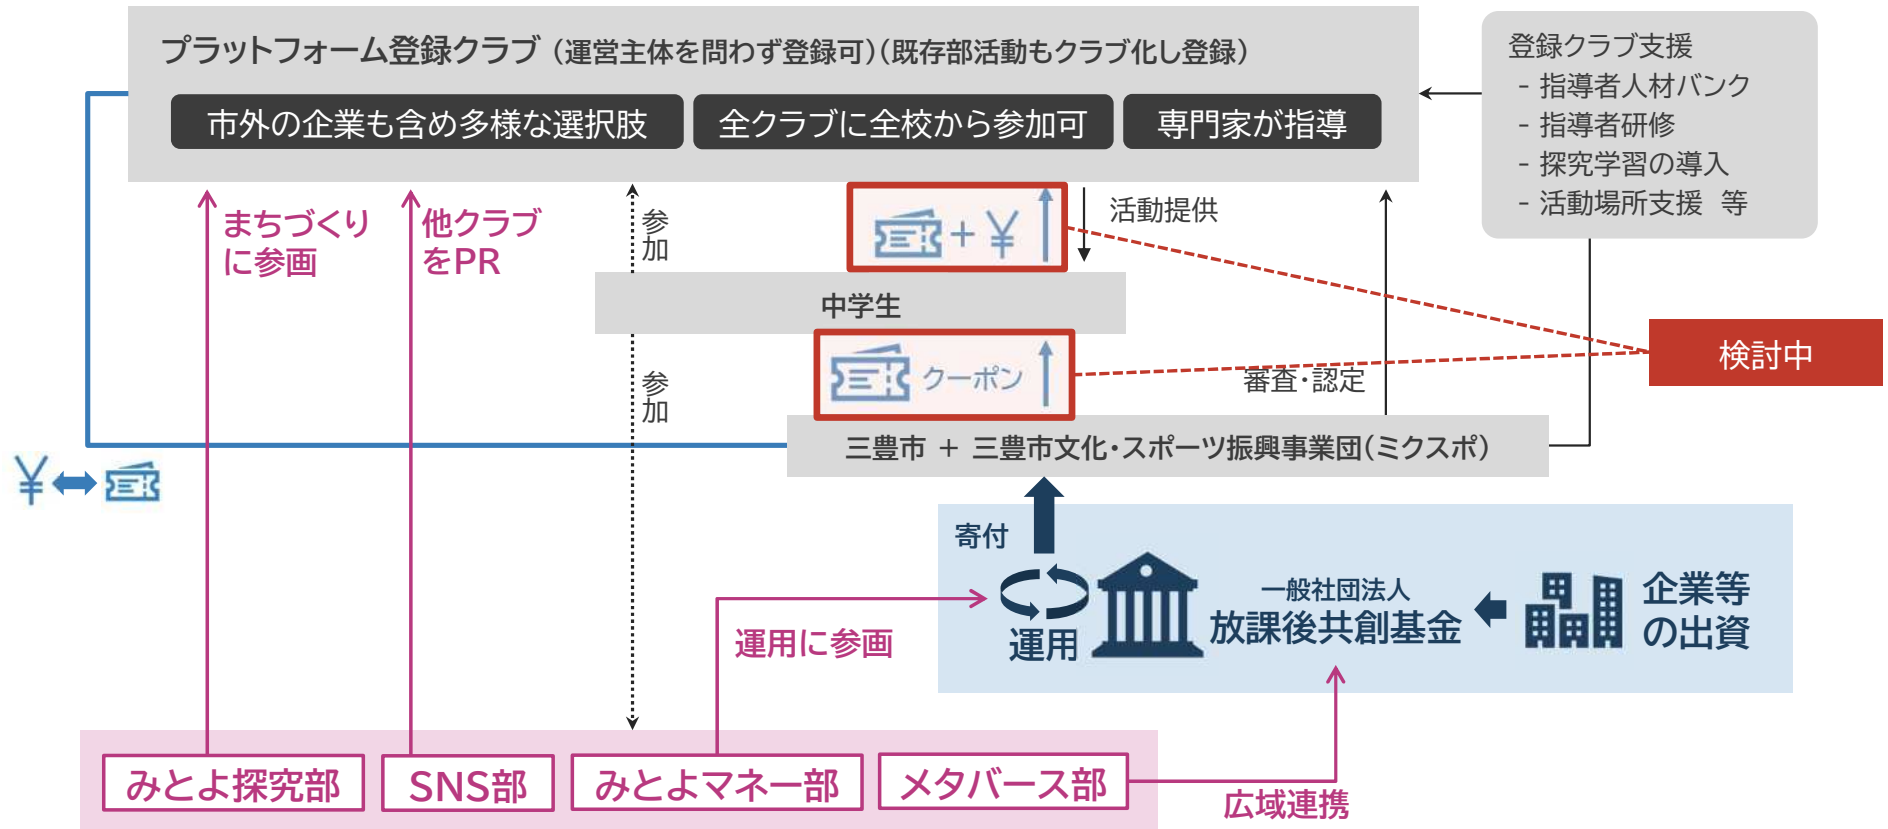 プラットフォーム登録クラブ（運営主体を問わず登録可）（既存部活動もクラブ化し登録）
市外の企業も含め多様な選択肢
全クラブに全校から参加可
専門家が指導
登録クラブ支援
- 指導者人材バンク
- 指導者研修
- 探究学習の導入
- 活動場所支援 等
まちづくり
に参画
他クラブ
をPR
参加
＋ ¥
活動提供
中学生
参加
クーポン
審査・認定
検討中
三豊市 ＋ 三豊市文化・スポーツ振興事業団（ミクスポ）
¥
寄付
運用
一般社団法人
放課後共創基金
企業等
の出資
運用に参画
みとよ探究部
SNS部
みとよマネー部
メタバース部
広域連携